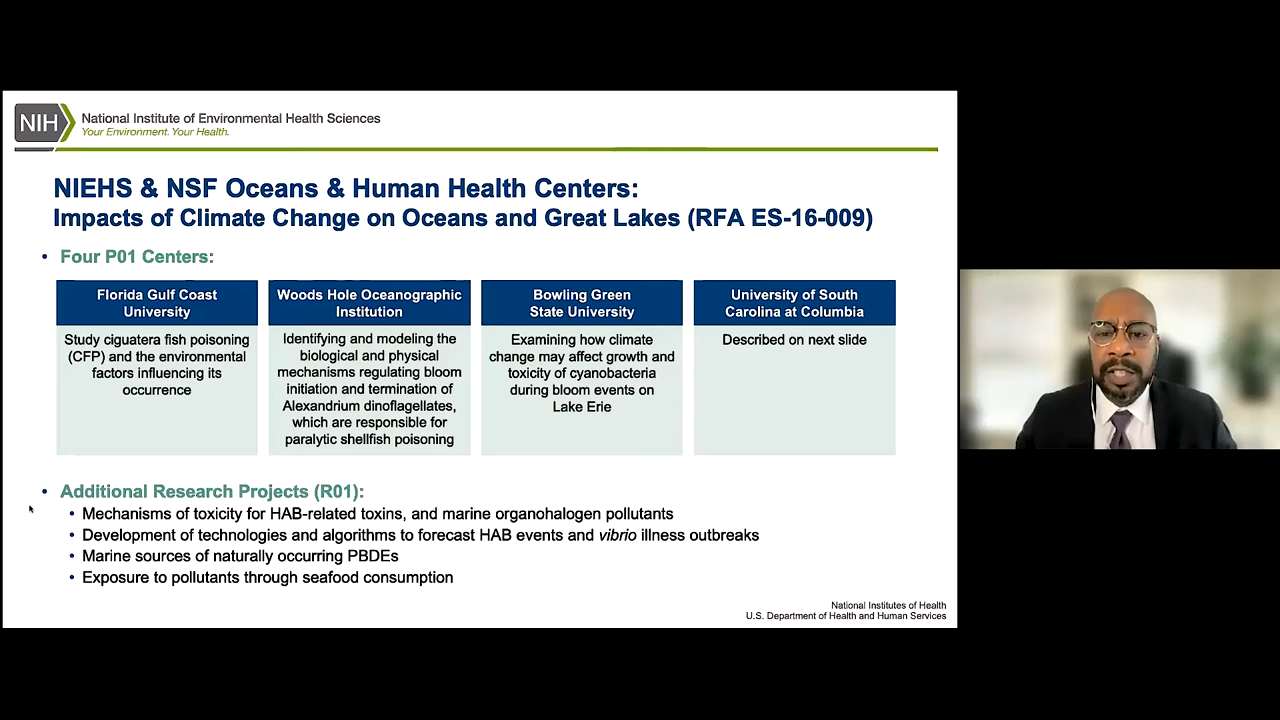 NIH
National Institute of Environmental Health Sciences
Your Environment. Your Health.
NIEHS & NSF Oceans & Human Health Centers:
Impacts of Climate Change on Oceans and Great Lakes (RFA ES-16-009)
• Four P01 Centers:
Florida Gulf Coast
University
Study ciguatera fish poisoning
(CFP) and the environmental
factors influencing its
occurrence
Woods Hole Oceanographic
Institution
Identifying and modeling the
biological and physical
mechanisms regulating bloom
initiation and termination of
Alexandrium dinoflagellates,
which are responsible for
paralytic shellfish poisoning
Bowling Green
State University
Examining how climate
change may affect growth and
toxicity of cyanobacteria
during bloom events on
Lake Erie
University of South
Carolina at Columbia
Described on next slide
• Additional Research Projects (R01):
• Mechanisms of toxicity for HAB-related toxins, and marine organohalogen pollutants
• Development of technologies and algorithms to forecast HAB events and vibrio illness outbreaks
• Marine sources of naturally occurring PBDEs
• Exposure to pollutants through seafood consumption
National Institutes of Health
U.S. Department of Health and Human Services